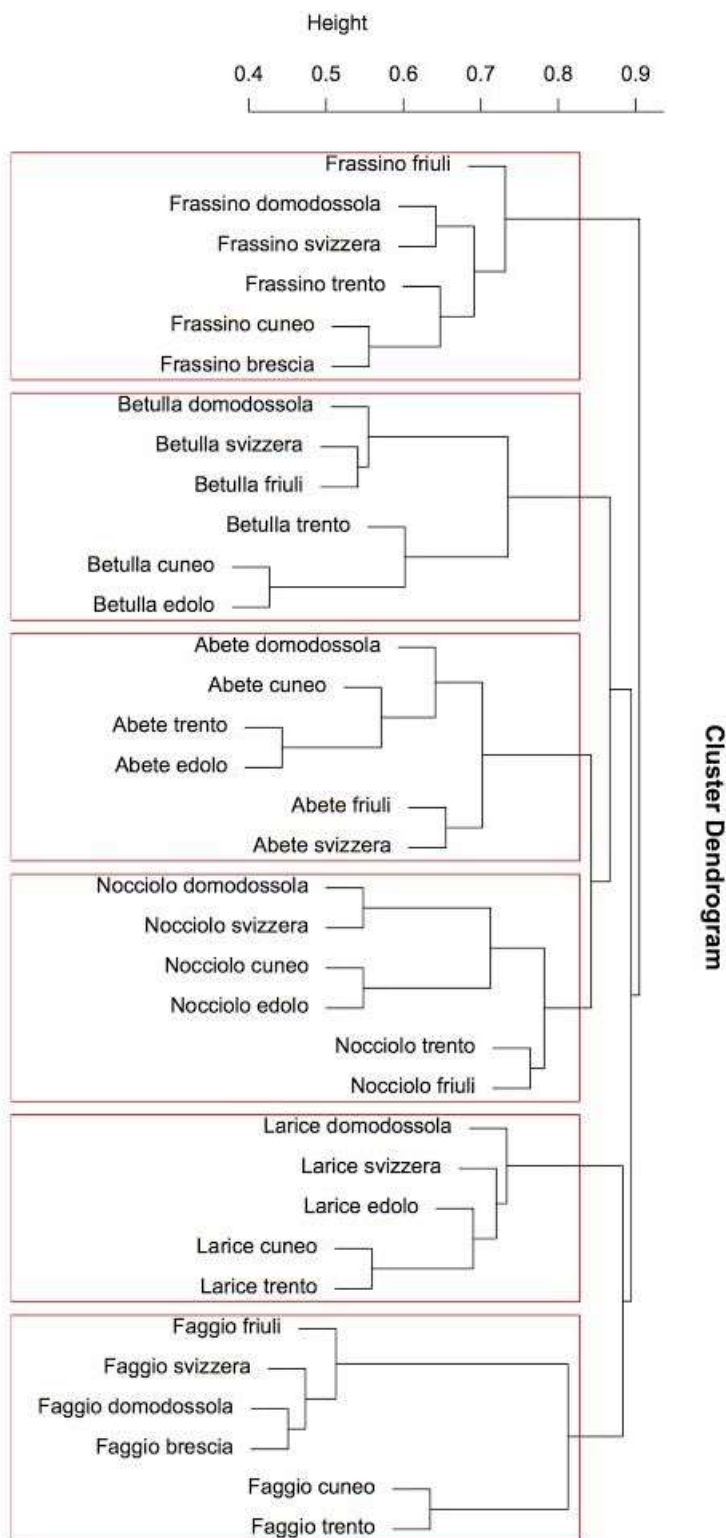 Height
0.4 0.5 0.6 0.7 0.8 0.9
Frassino friuli
Frassino domodossola
Frassino svizzera
Frassino trento
Frassino cuneo
Frassino brescia
Betulla domodossola
Betulla svizzera
Betulla friuli
Betulla trento
Betulla cuneo
Betulla edolo
Abete domodossola
Abete cuneo
Abete trento
Abete edolo
Abete friuli
Abete svizzera
Nocciolo domodossola
Nocciolo svizzera
Nocciolo cuneo
Nocciolo edolo
Nocciolo trento
Nocciolo friuli
Larice domodossola
Larice svizzera
Larice edolo
Larice cuneo
Larice trento
Faggio friuli
Faggio svizzera
Faggio domodossola
Faggio brescia
Faggio cuneo
Faggio trento
Cluster Dendrogram